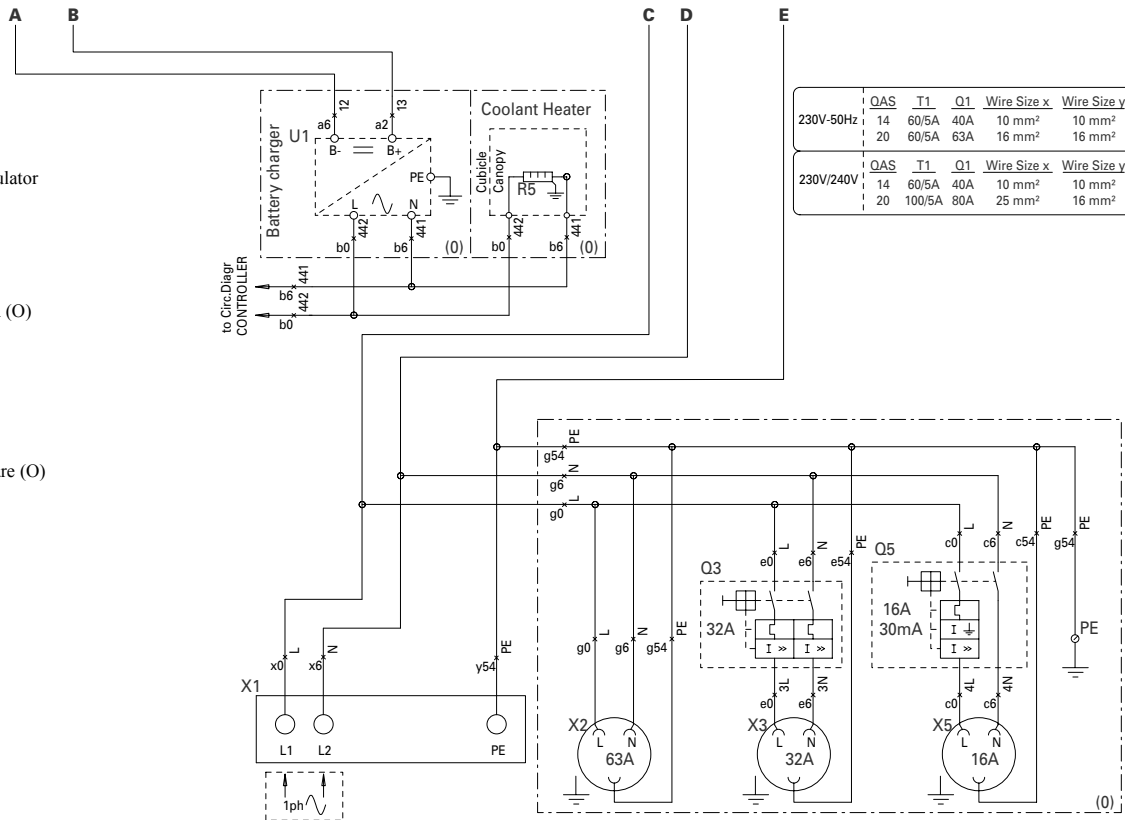 A B C D E
QAS T1 Q1 Wire Size x Wire Size y
230V-50Hz
14 60/5A 40A 10 mm² 10 mm²
20 60/5A 63A 16 mm² 16 mm²
QAS T1 Q1 Wire Size x Wire Size y
230V/240V
14 60/5A 40A 10 mm² 10 mm²
20 100/5A 80A 25 mm² 16 mm²
12 13
a6 a2
Coolant Heater
U1
B- B+
Battery charger
PE
Cubicle
Canopy
R5
L N
442 441
b0 b6
(0)
442 441
b0 b6
(0)
ulator
to Circ.Diagr
CONTROLLER
441
b6
442
b0
(O)
re (O)
PE
g54
N
g6
L
g0
L N PE
e0 e6 e54
L N PE PE
c0 c6 c54 g54
Q3
Q5
32A
I >> I >>
16A
30mA
I
I >>
PE
L N PE
g0 g6 g54
L N PE
x0 x6 y54
3L 3N
e0 e6
4L 4N
c0 c6
X1
L1 L2 PE
1ph
X2
L N
63A
X3
L N
32A
X5
L N
16A
(0)